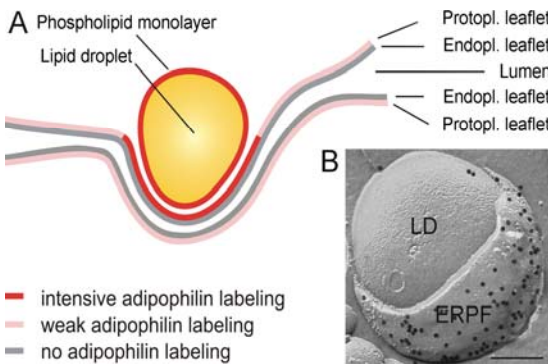 A
Phospholipid monolayer
Lipid droplet
Protopl. leaflet
Endopl. leaflet
Lumen
Endopl. leaflet
Protopl. leaflet
B
LD
ERPF
intensive adipophilin labeling
weak adipophilin labeling
no adipophilin labeling